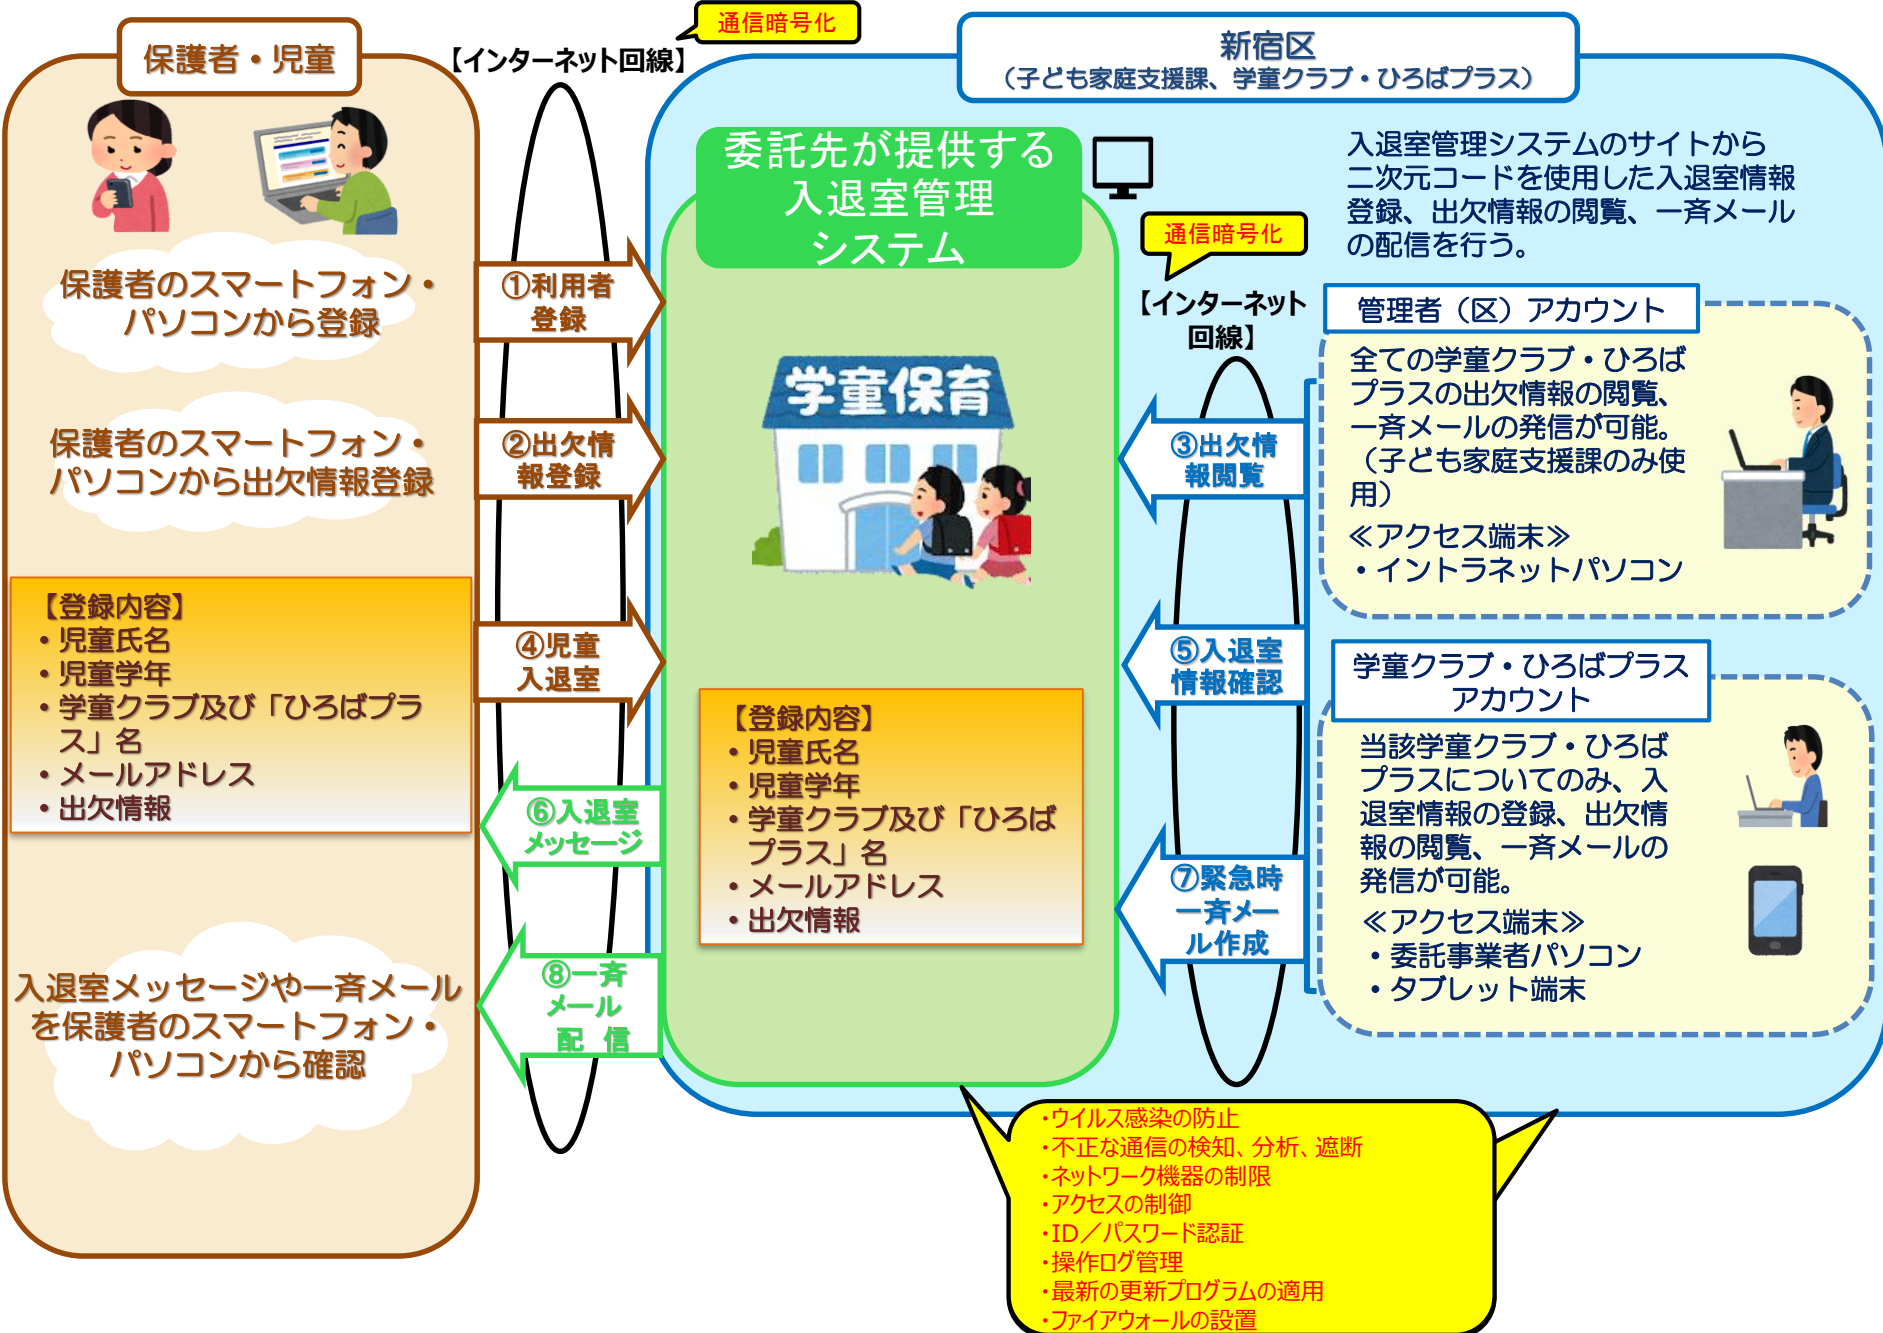 通信暗号化
保護者・児童
【インターネット回線】
新宿区
（子ども家庭支援課、学童クラブ・ひろばプラス）
委託先が提供する
入退室管理
システム
入退室管理システムのサイトから
二次元コードを使用した入退室情報
登録、出欠情報の閲覧、一斉メール
の配信を行う。
通信暗号化
【インターネット
回線】
保護者のスマートフォン・
パソコンから登録
①利用者
登録
管理者（区）アカウント
全ての学童クラブ・ひろば
プラスの出欠情報の閲覧、
一斉メールの発信が可能。
（子ども家庭支援課のみ使
用）
≪アクセス端末≫
・イントラネットパソコン
学童保育
保護者のスマートフォン・
パソコンから出欠情報登録
②出欠情
報登録
③出欠情
報閲覧
【登録内容】
・児童氏名
・児童学年
・学童クラブ及び「ひろばプラ
ス」名
・メールアドレス
・出欠情報
④児童
入退室
⑤入退室
情報確認
学童クラブ・ひろばプラス
アカウント
当該学童クラブ・ひろば
プラスについてのみ、入
退室情報の登録、出欠情
報の閲覧、一斉メールの
発信が可能。
≪アクセス端末≫
・委託事業者パソコン
・タブレット端末
【登録内容】
・児童氏名
・児童学年
・学童クラブ及び「ひろば
プラス」名
・メールアドレス
・出欠情報
⑥入退室
メッセージ
⑦緊急時
一斉メー
ル作成
⑧一斉
メール
配 信
入退室メッセージや一斉メール
を保護者のスマートフォン・
パソコンから確認
・ウイルス感染の防止
・不正な通信の検知、分析、遮断
・ネットワーク機器の制限
・アクセスの制御
・ID／パスワード認証
・操作ログ管理
・最新の更新プログラムの適用
・ファイアウォールの設置